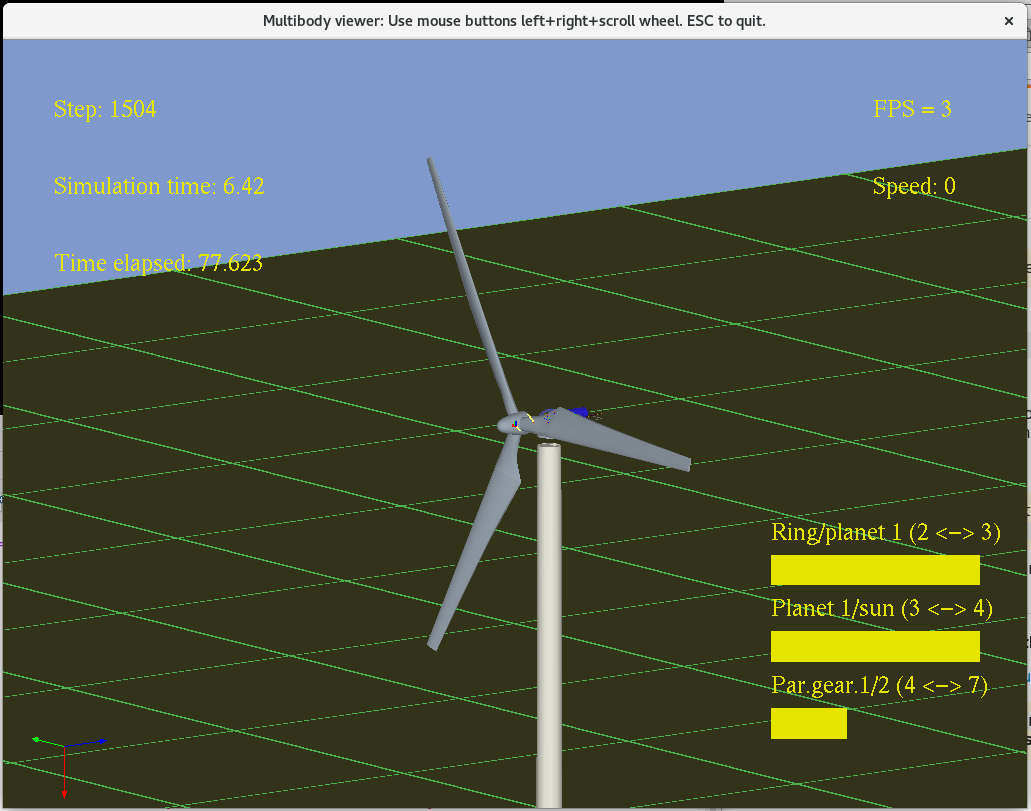 Multibody viewer: Use mouse buttons left+right+scroll wheel. ESC to quit.
Step: 1504
FPS = 3
Simulation time: 6.42
Speed: 0
Time elapsed: 77.623
Ring/planet 1 (2 <-> 3)
Planet 1/sun (3 <-> 4)
Par.gear.1/2 (4 <-> 7)